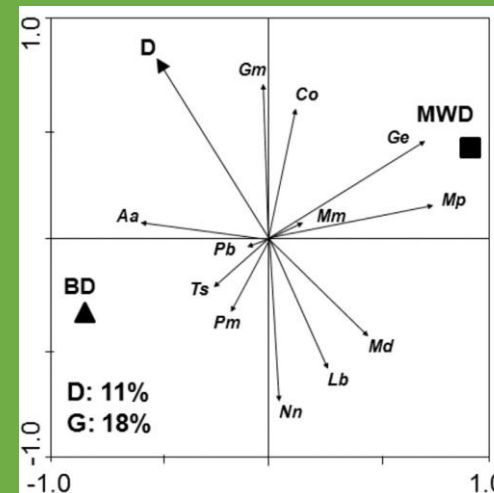 1.0
D
Gm
Co
MWD
Ge
Mp
Aa
Mm
Pb
BD
Ts
Pm
Md
Lb
D: 11%
G: 18%
Nn
-1.0
-1.0
1.0